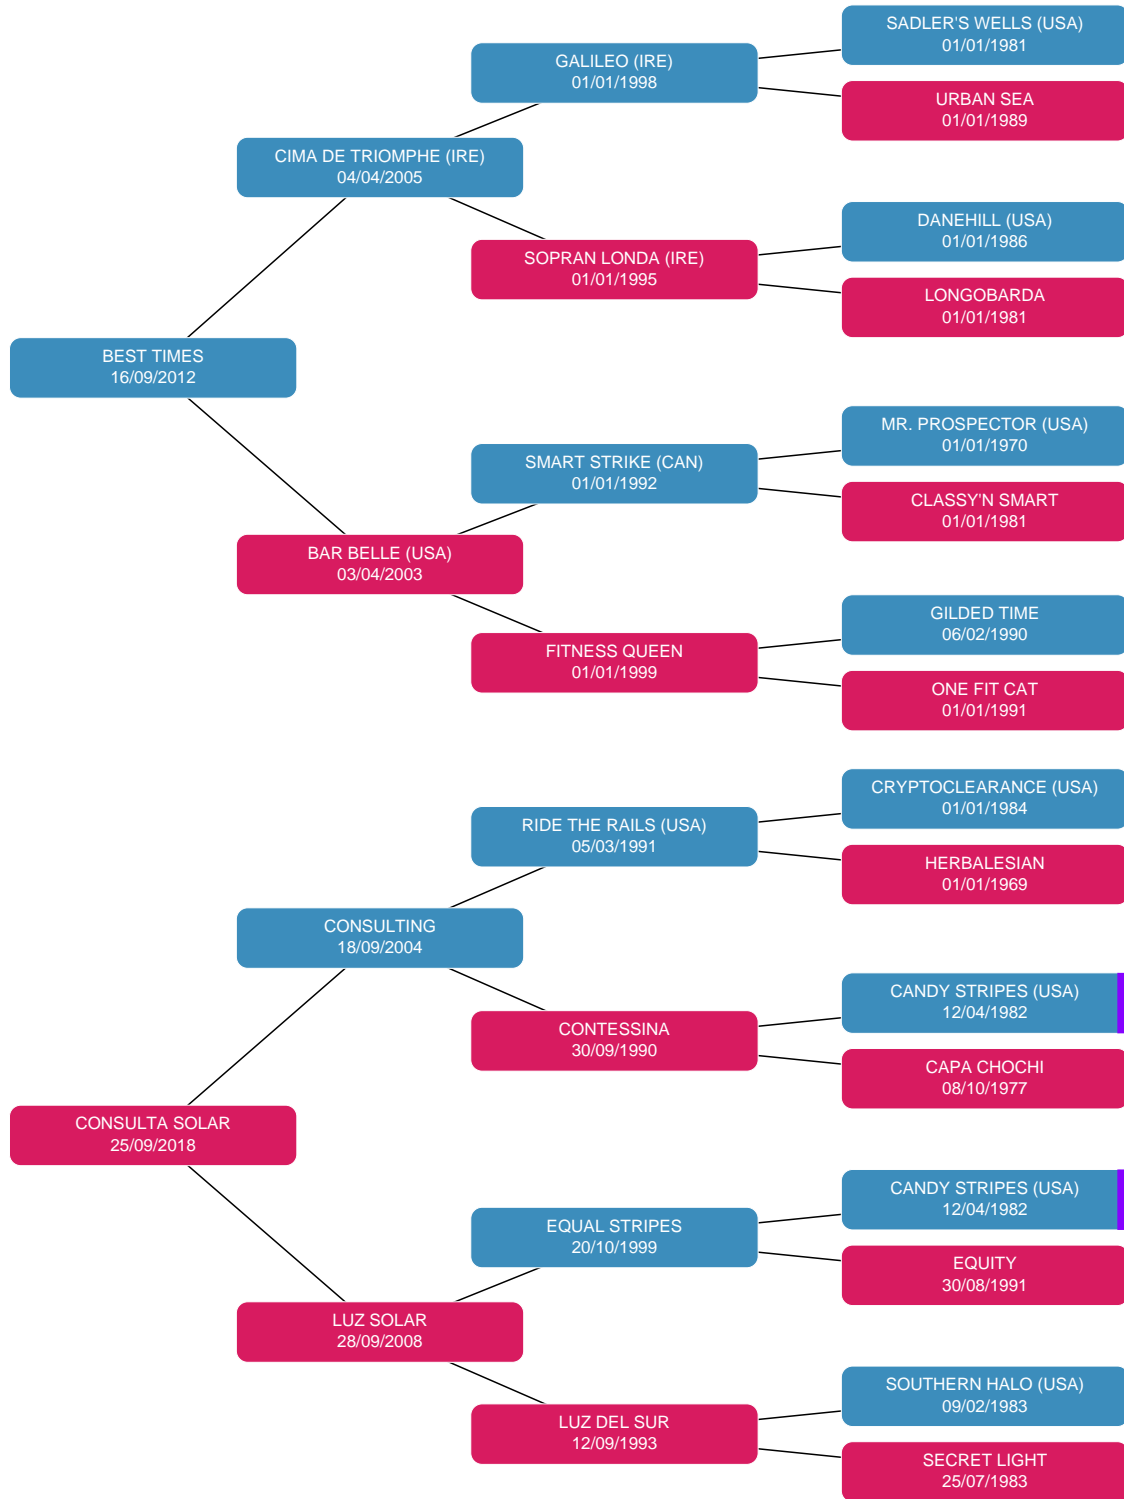 SADLER'S WELLS (USA)
01/01/1981
GALILEO (IRE)
01/01/1998
URBAN SEA
01/01/1989
CIMA DE TRIOMPHE (IRE)
04/04/2005
DANEHILL (USA)
01/01/1986
SOPRAN LONDA (IRE)
01/01/1995
LONGOBARDA
01/01/1981
BEST TIMES
16/09/2012
MR. PROSPECTOR (USA)
01/01/1970
SMART STRIKE (CAN)
01/01/1992
CLASSY'N SMART
01/01/1981
BAR BELLE (USA)
03/04/2003
GILDED TIME
06/02/1990
FITNESS QUEEN
01/01/1999
ONE FIT CAT
01/01/1991
CRYPTOCLEARANCE (USA)
01/01/1984
RIDE THE RAILS (USA)
05/03/1991
HERBALESIAN
01/01/1969
CONSULTING
18/09/2004
CANDY STRIPES (USA)
12/04/1982
CONTESSINA
30/09/1990
CAPA CHOCHI
08/10/1977
CONSULTA SOLAR
25/09/2018
CANDY STRIPES (USA)
12/04/1982
EQUAL STRIPES
20/10/1999
EQUITY
30/08/1991
LUZ SOLAR
28/09/2008
SOUTHERN HALO (USA)
09/02/1983
LUZ DEL SUR
12/09/1993
SECRET LIGHT
25/07/1983